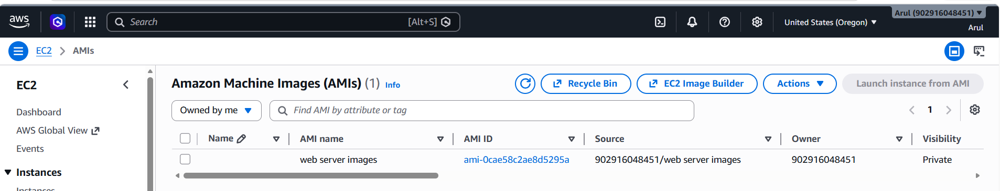 aws
Search [Alt+S]
United States (Oregon)
Arul (902916048451)
Arul
EC2 AMIs
EC2
Dashboard
AWS Global View
Events
Instances
Instances
Amazon Machine Images (AMIs) (1) Info
Recycle Bin
EC2 Image Builder
Actions
Launch instance from AMI
Owned by me
Find AMI by attribute or tag
1
Name AMI name AMI ID Source Owner Visibility
web server images ami-0cae58c2ae8d5295a 902916048451/web server images 902916048451 Private